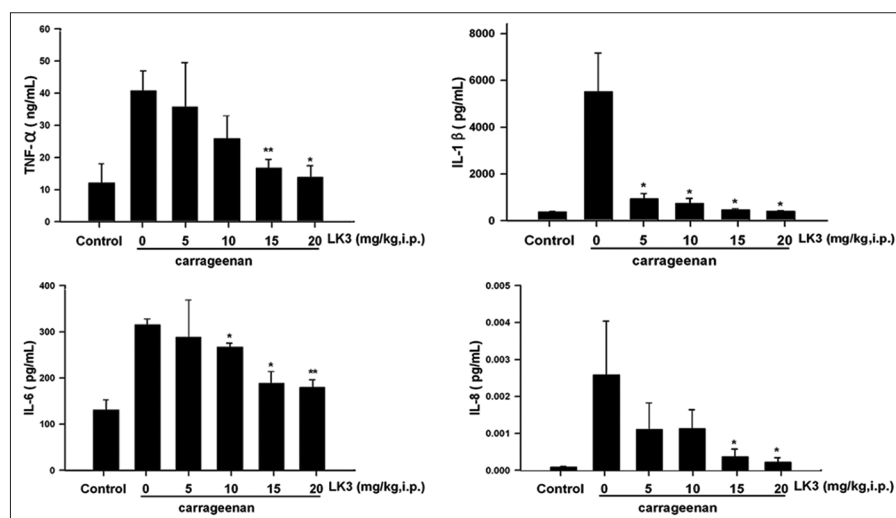 TNF-α ( ng/mL)
60
50
40
30
20
10
0
**
*
Control 0 5 10 15 20 LK3 (mg/kg,i.p.)
carrageenan
IL-1 β ( pg/mL)
8000
6000
4000
2000
0
* * * *
Control 0 5 10 15 20 LK3 (mg/kg,i.p.)
carrageenan
IL-6 ( pg/mL)
400
300
200
100
0
* * **
Control 0 5 10 15 20 LK3 (mg/kg,i.p.)
carrageenan
IL-8 ( pg/mL)
0.005
0.004
0.003
0.002
0.001
0.000
* *
Control 0 5 10 15 20 LK3 (mg/kg,i.p.)
carrageenan